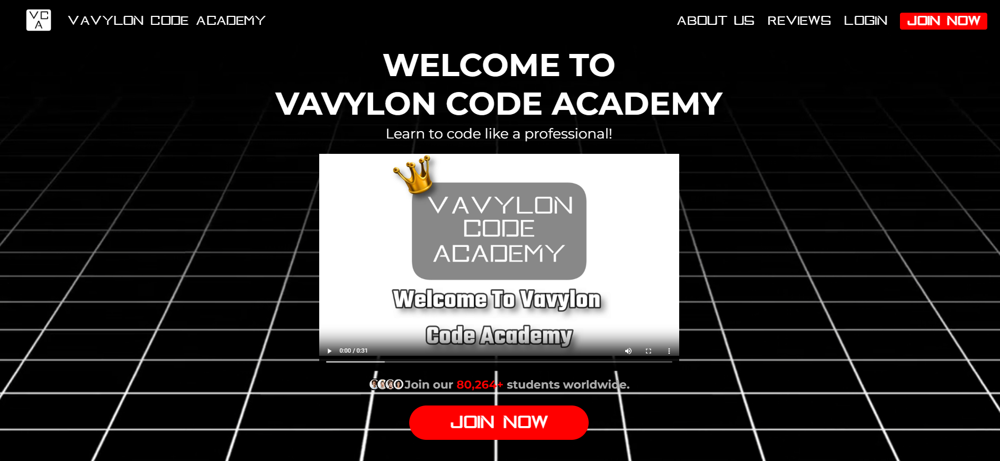 VCA
VAVYLON CODE ACADEMY
ABOUT US
REVIEWS
LOGIN
JOIN NOW
WELCOME TO
VAVYLON CODE ACADEMY
Learn to code like a professional!
VAVYLON
CODE
ACADEMY
Welcome To Vavylon
Code Academy
0:00 / 0:31
Join our 80,264+ students worldwide.
JOIN NOW